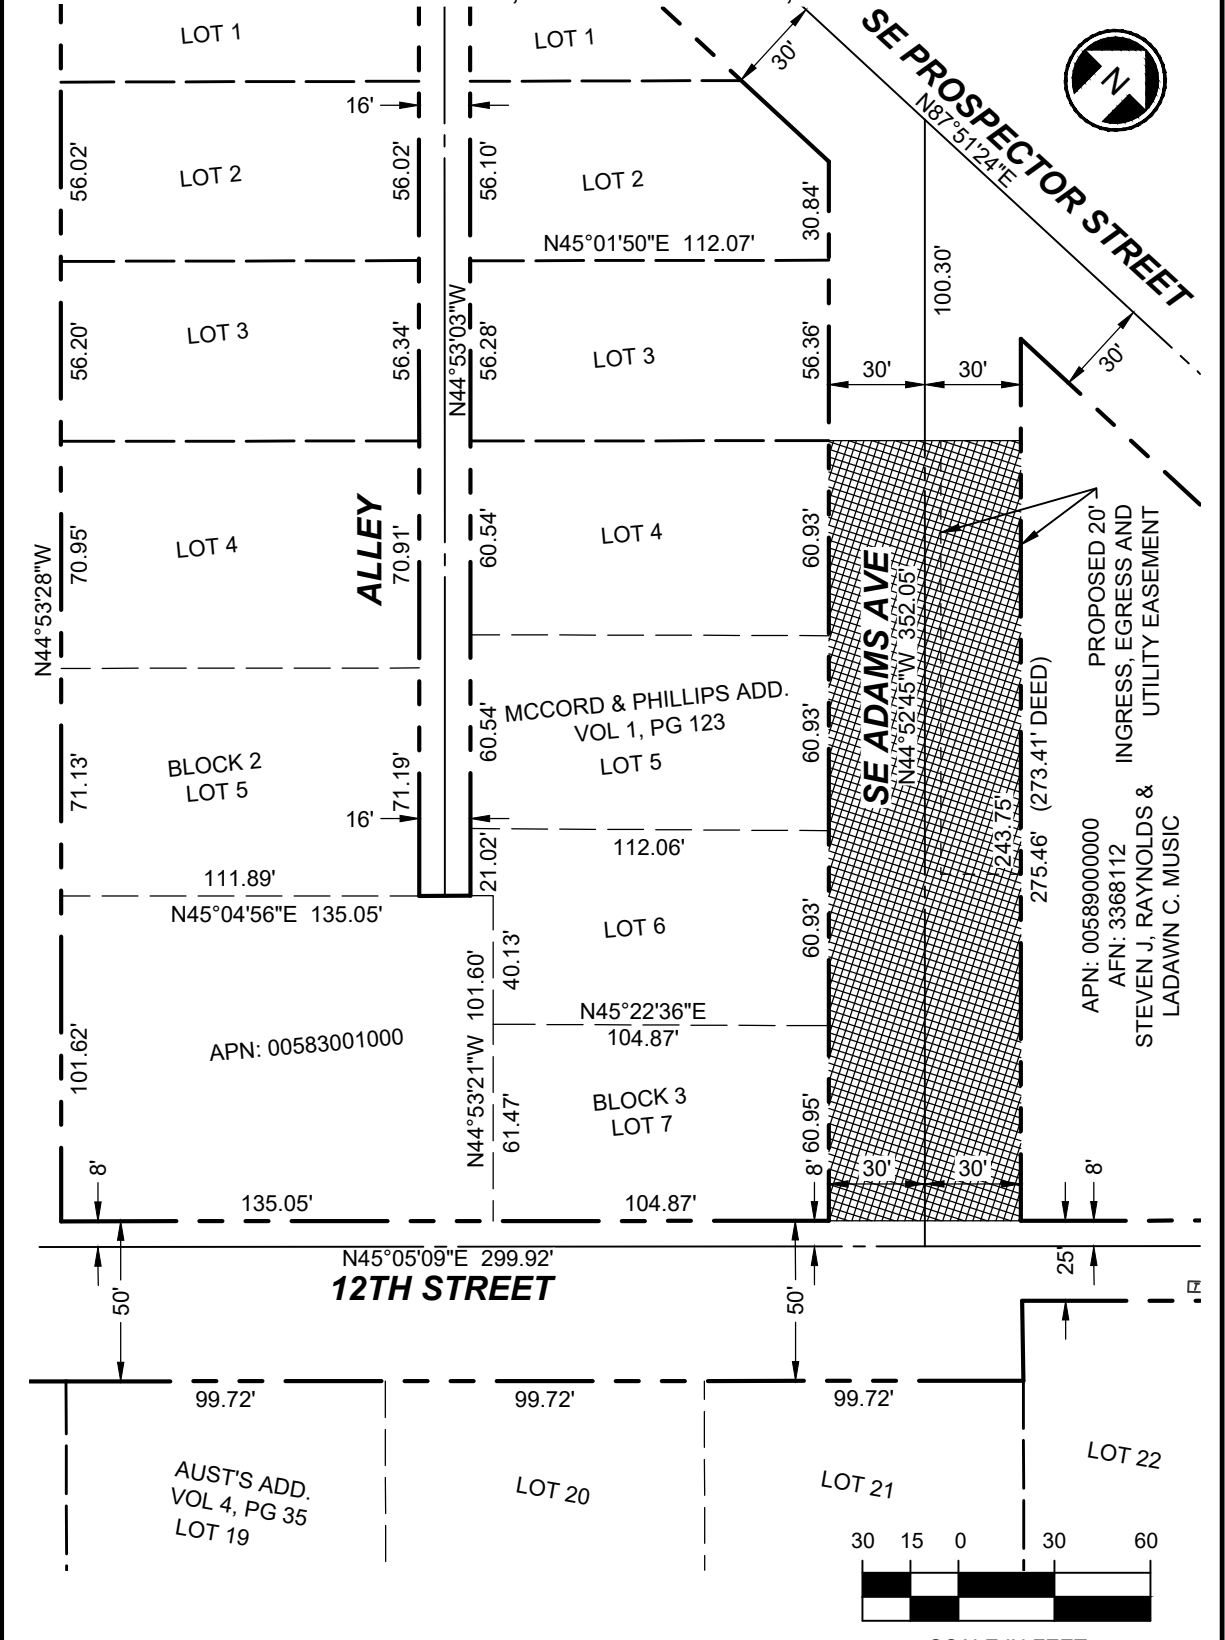 LOT 1
LOT 1
30'
SE PROSPECTOR STREET
N87°51'24"E
N
16'
56.02'
LOT 2
56.02'
56.10'
LOT 2
30.84'
N45°01'50"E 112.07'
100.30'
56.20'
LOT 3
56.34'
N44°53'03"W
56.28'
LOT 3
56.36'
30'
30'
30'
N44°53'28"W
70.95'
LOT 4
ALLEY
70.91'
60.54'
LOT 4
60.93'
SE ADAMS AVE
N44°52'45"W 352.05'
PROPOSED 20'
INGRESS, EGRESS AND
UTILITY EASEMENT
71.13'
BLOCK 2
LOT 5
71.19'
16'
60.54'
MCCORD & PHILLIPS ADD.
VOL 1, PG 123
LOT 5
60.93'
243.75'
275.46' (273.41' DEED)
111.89'
N45°04'56"E 135.05'
21.02'
112.06'
APN: 00589000000
AFN: 3368112
STEVEN J, RAYNOLDS &
LADAWN C. MUSIC
LOT 6
60.93'
101.62'
APN: 00583001000
N44°53'21"W 101.60'
40.13'
N45°22'36"E
104.87'
61.47'
BLOCK 3
LOT 7
60.95'
8'
135.05'
104.87'
8'
30'
30'
8'
N45°05'09"E 299.92'
12TH STREET
50'
50'
25'
99.72'
99.72'
99.72'
AUST'S ADD.
VOL 4, PG 35
LOT 19
LOT 20
LOT 21
LOT 22
30 15 0 30 60